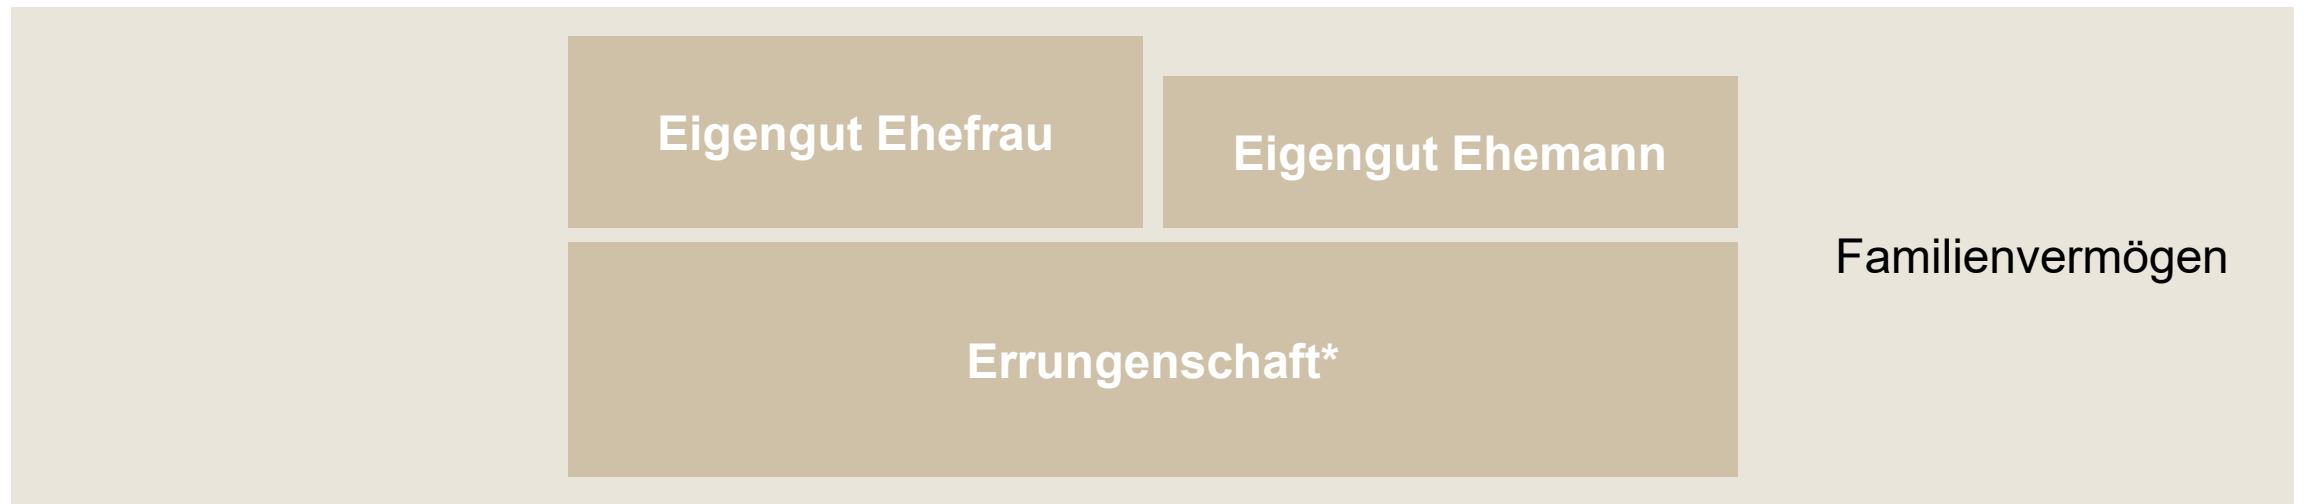 Eigengut Ehefrau
Eigengut Ehemann
Familienvermögen
Errungenschaft*